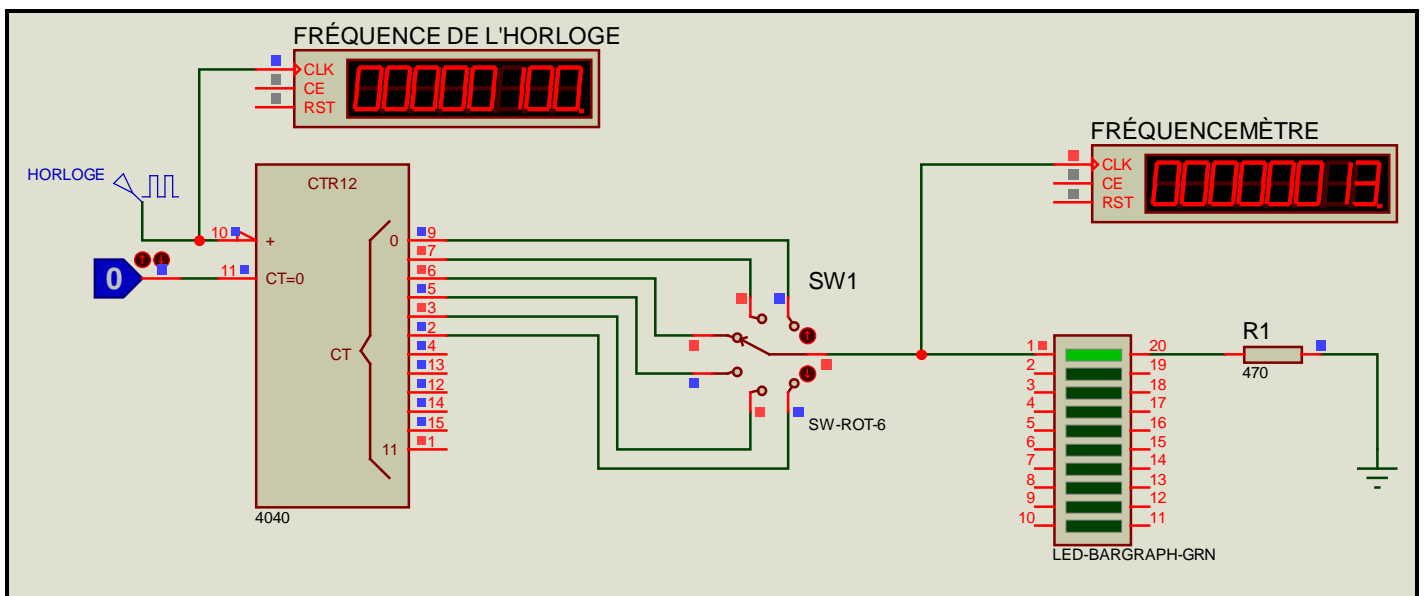 FRÉQUENCE DE L'HORLOGE
CLK
CE
RST
00000100.
FRÉQUENCEMÈTRE
CLK
CE
RST
00000013.
HORLOGE
CTR12
10
+
0
11
CT=0
0
CT
11
9
7
6
5
3
2
4
13
12
14
15
1
4040
SW1
SW-ROT-6
1
2
3
4
5
6
7
8
9
10
20
19
18
17
16
15
14
13
12
11
LED-BARGRAPH-GRN
R1
470